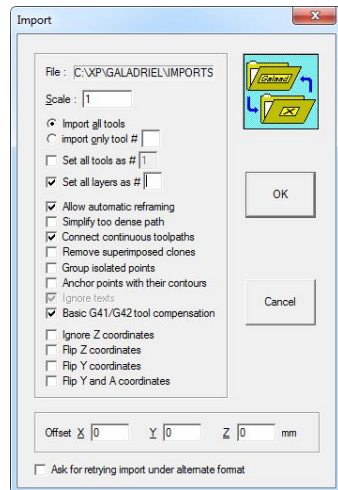 Import
File : C:\XP\GALADRIEL\IMPORTS
Galaad
X
Scale : 1
Import all tools
import only tool #
Set all tools as # 1
Set all layers as #
OK
Allow automatic reframing
Simplify too dense path
Connect continuous toolpaths
Remove superimposed clones
Group isolated points
Anchor points with their contours
Ignore texts
Cancel
Basic G41/G42 tool compensation
Ignore Z coordinates
Flip Z coordinates
Flip Y coordinates
Flip Y and A coordinates
Offset X 0 Y 0 Z 0 mm
Ask for retrying import under alternate format